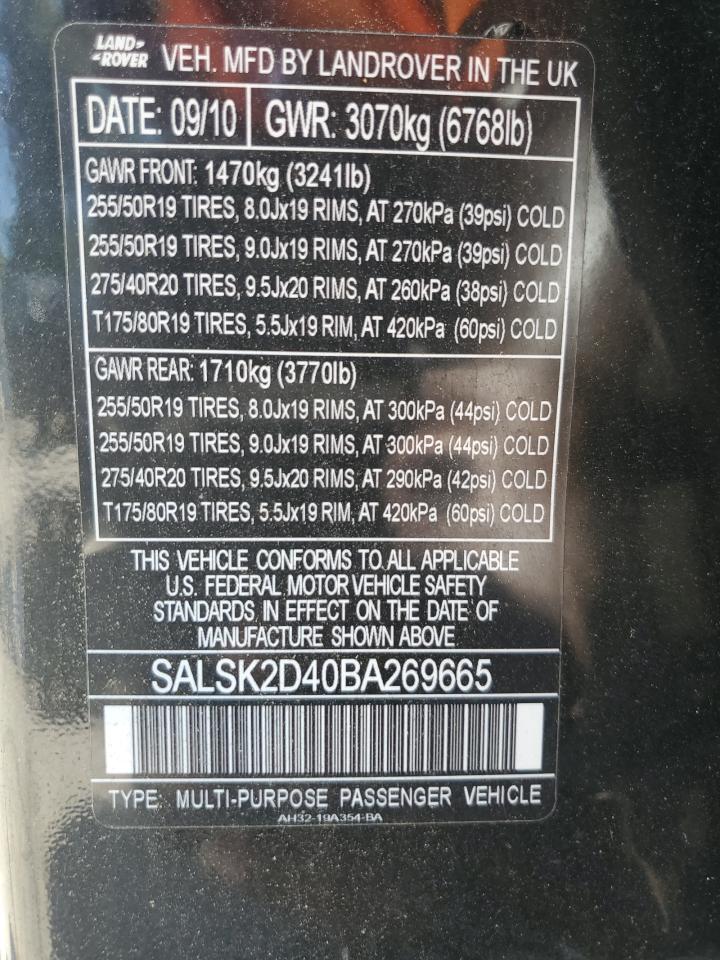 LAND ROVER VEH. MFD BY LANDROVER IN THE UK
DATE: 09/10 GWR: 3070kg (6768lb)
GAWR FRONT: 1470kg (3241lb)
255/50R19 TIRES, 8.0Jx19 RIMS, AT 270kPa (39psi) COLD
255/50R19 TIRES, 9.0Jx19 RIMS, AT 270kPa (39psi) COLD
275/40R20 TIRES, 9.5Jx20 RIMS, AT 260kPa (38psi) COLD
T175/80R19 TIRES, 5.5Jx19 RIM, AT 420kPa (60psi) COLD
GAWR REAR: 1710kg (3770lb)
255/50R19 TIRES, 8.0Jx19 RIMS, AT 300kPa (44psi) COLD
255/50R19 TIRES, 9.0Jx19 RIMS, AT 300kPa (44psi) COLD
275/40R20 TIRES, 9.5Jx20 RIMS, AT 290kPa (42psi) COLD
T175/80R19 TIRES, 5.5Jx19 RIM, AT 420kPa (60psi) COLD
THIS VEHICLE CONFORMS TO ALL APPLICABLE
U.S. FEDERAL MOTOR VEHICLE SAFETY
STANDARDS IN EFFECT ON THE DATE OF
MANUFACTURE SHOWN ABOVE
SALSK2D40BA269665
TYPE: MULTI-PURPOSE PASSENGER VEHICLE
AH32-19A354-BA